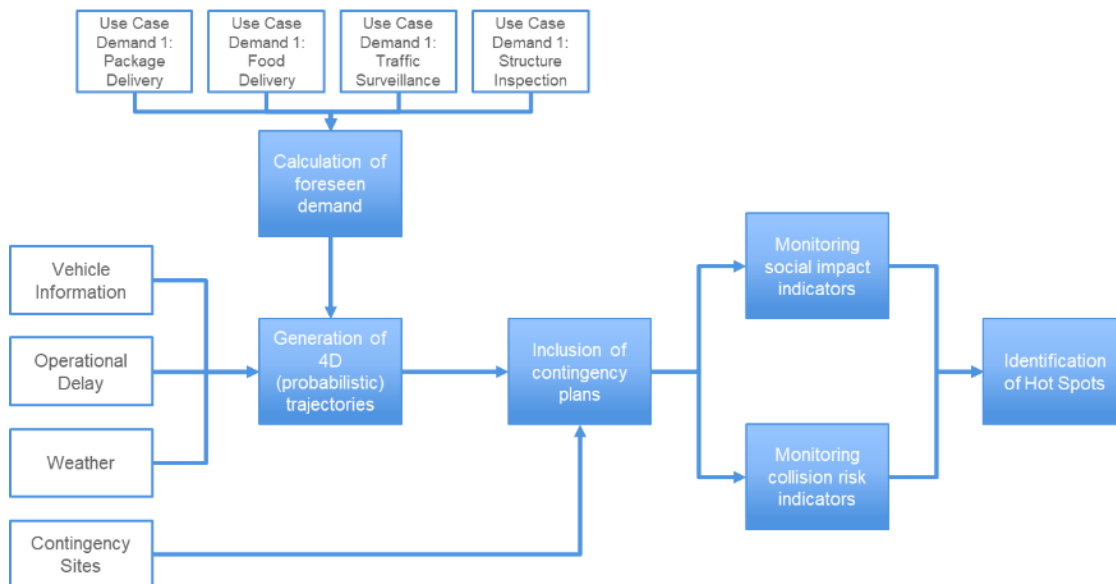 Use Case
Demand 1:
Package
Delivery
Use Case
Demand 1:
Food
Delivery
Use Case
Demand 1:
Traffic
Surveillance
Use Case
Demand 1:
Structure
Inspection
Calculation of
foreseen
demand
Vehicle
Information
Operational
Delay
Weather
Contingency
Sites
Generation of
4D
(probabilistic)
trajectories
Inclusion of
contingency
plans
Monitoring
social impact
indicators
Monitoring
collision risk
indicators
Identification
of Hot Spots